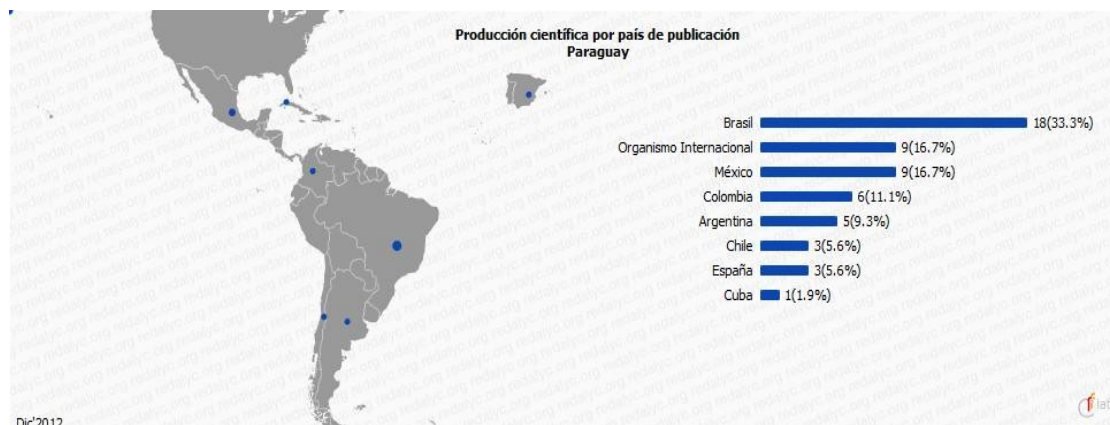 Producción científica por país de publicación
Paraguay
Brasil 18(33.3%)
Organismo Internacional 9(16.7%)
México 9(16.7%)
Colombia 6(11.1%)
Argentina 5(9.3%)
Chile 3(5.6%)
España 3(5.6%)
Cuba 1(1.9%)
Dic'2012
lat